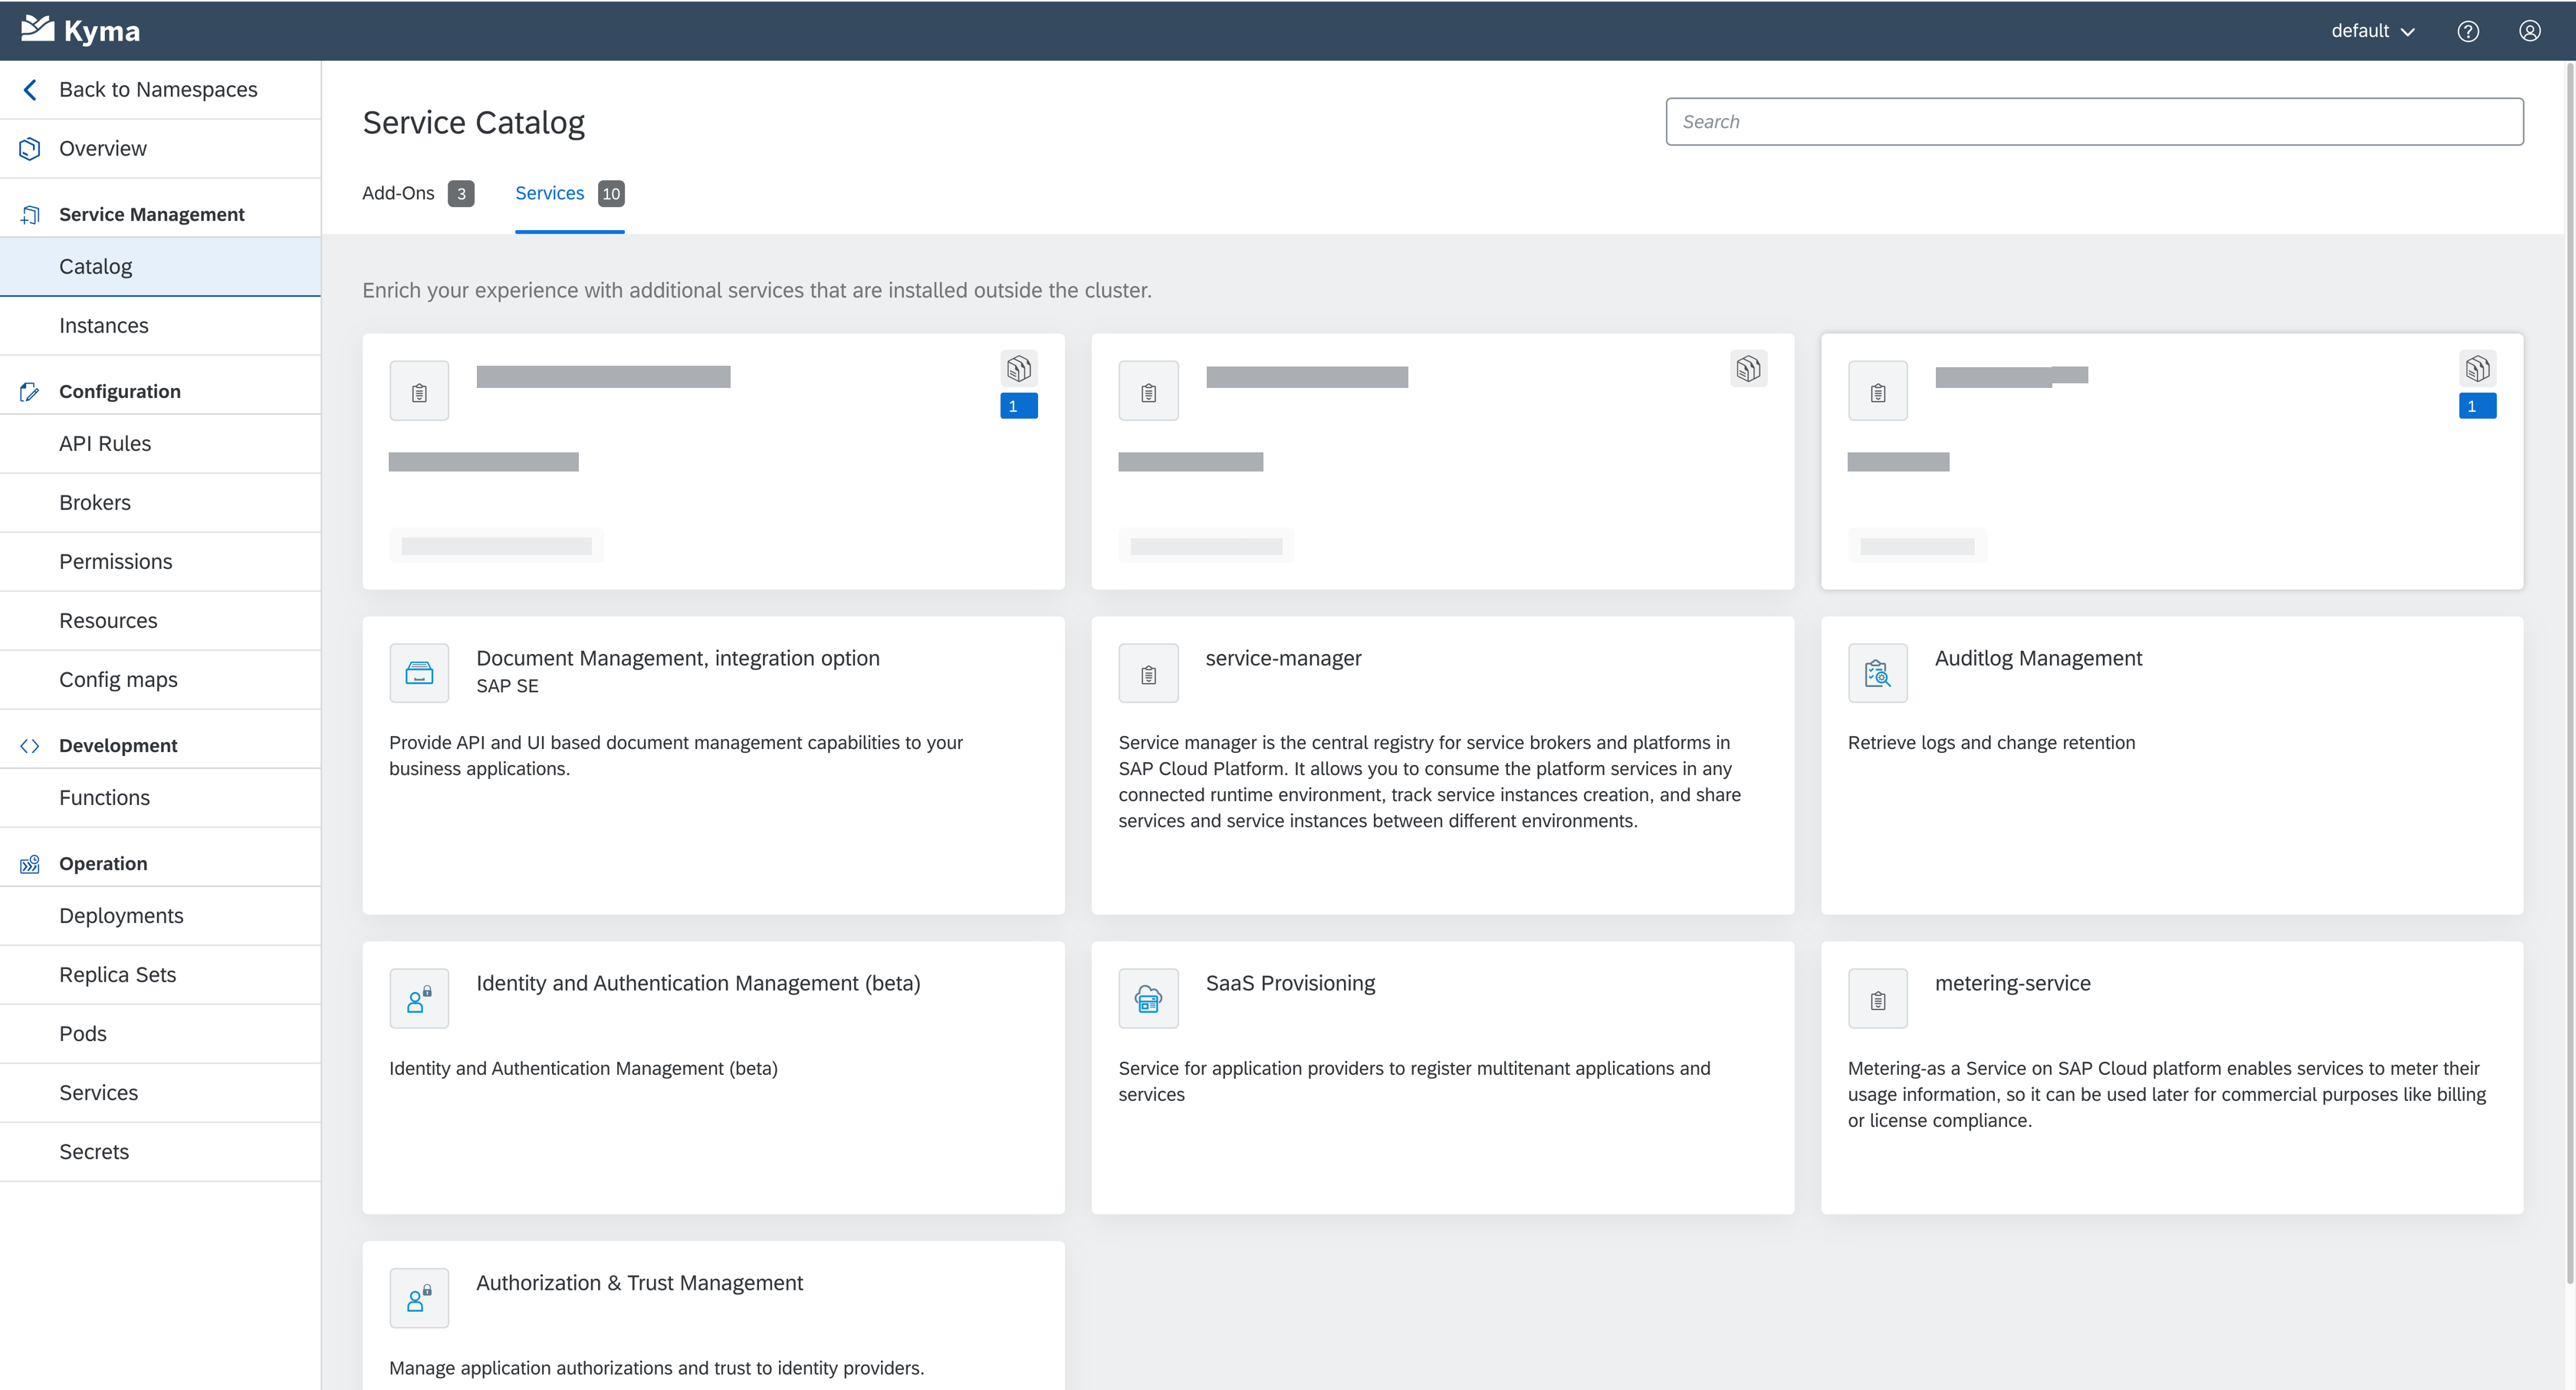 Kyma
default
Back to Namespaces
Overview
Service Management
Catalog
Instances
Configuration
API Rules
Brokers
Permissions
Resources
Config maps
Development
Functions
Operation
Deployments
Replica Sets
Pods
Services
Secrets
Service Catalog
Search
Add-Ons 3 Services 10
Enrich your experience with additional services that are installed outside the cluster.
1
1
Document Management, integration option
SAP SE
Provide API and UI based document management capabilities to your
business applications.
service-manager
Service manager is the central registry for service brokers and platforms in
SAP Cloud Platform. It allows you to consume the platform services in any
connected runtime environment, track service instances creation, and share
services and service instances between different environments.
Auditlog Management
Retrieve logs and change retention
Identity and Authentication Management (beta)
Identity and Authentication Management (beta)
SaaS Provisioning
Service for application providers to register multitenant applications and
services
metering-service
Metering-as a Service on SAP Cloud platform enables services to meter their
usage information, so it can be used later for commercial purposes like billing
or license compliance.
Authorization & Trust Management
Manage application authorizations and trust to identity providers.